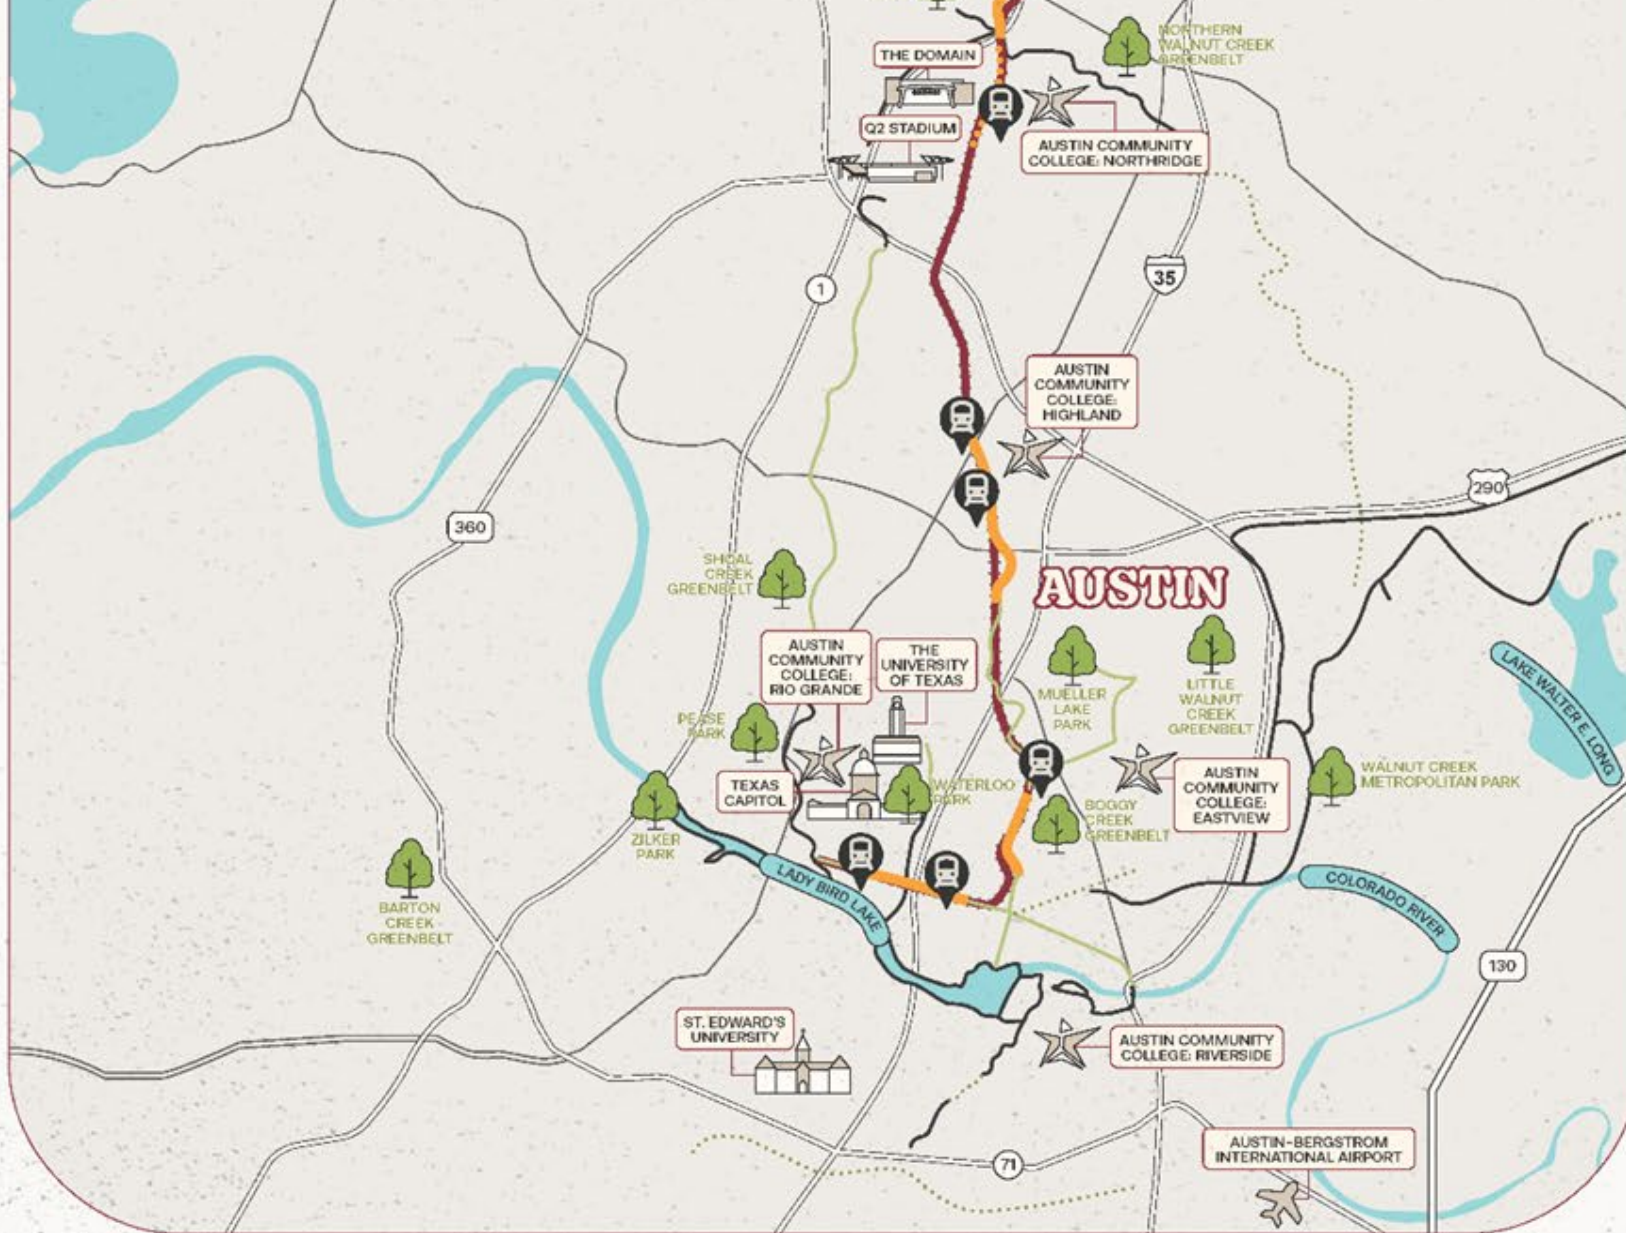 NORTHERN
WALNUT CREEK
GREENBELT
THE DOMAIN
Q2 STADIUM
AUSTIN COMMUNITY
COLLEGE: NORTHRIDGE
35
1
AUSTIN
COMMUNITY
COLLEGE:
HIGHLAND
290
360
SHOAL
CREEK
GREENBELT
AUSTIN
AUSTIN
COMMUNITY
COLLEGE:
RIO GRANDE
THE
UNIVERSITY
OF TEXAS
MUELLER
LAKE
PARK
LITTLE
WALNUT
CREEK
GREENBELT
LAKE WALTER E. LONG
PEASE
PARK
TEXAS
CAPITOL
WATERLOO
PARK
AUSTIN
COMMUNITY
COLLEGE:
EASTVIEW
WALNUT CREEK
METROPOLITAN PARK
BOGGY
CREEK
GREENBELT
ZILKER
PARK
LADY BIRD LAKE
COLORADO RIVER
BARTON
CREEK
GREENBELT
130
ST. EDWARD'S
UNIVERSITY
AUSTIN COMMUNITY
COLLEGE: RIVERSIDE
71
AUSTIN-BERGSTROM
INTERNATIONAL AIRPORT